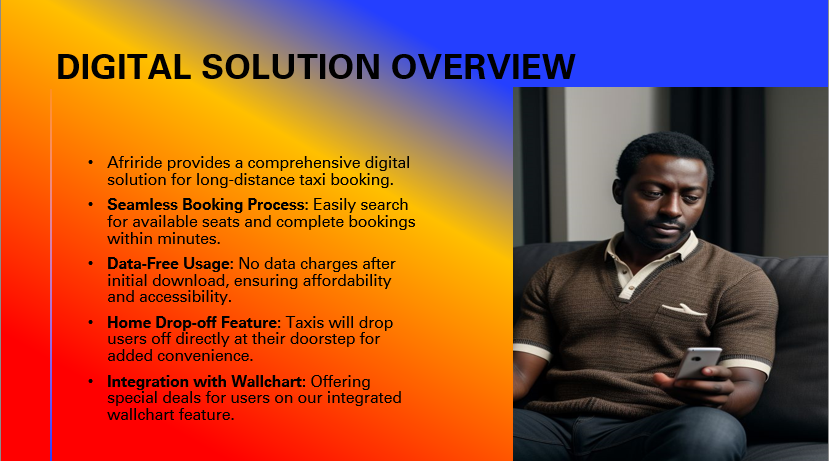 DIGITAL SOLUTION OVERVIEW
• Afriride provides a comprehensive digital
solution for long-distance taxi booking.
• Seamless Booking Process: Easily search
for available seats and complete bookings
within minutes.
• Data-Free Usage: No data charges after
initial download, ensuring affordability
and accessibility.
• Home Drop-off Feature: Taxis will drop
users off directly at their doorstep for
added convenience.
• Integration with Wallchart: Offering
special deals for users on our integrated
wallchart feature.